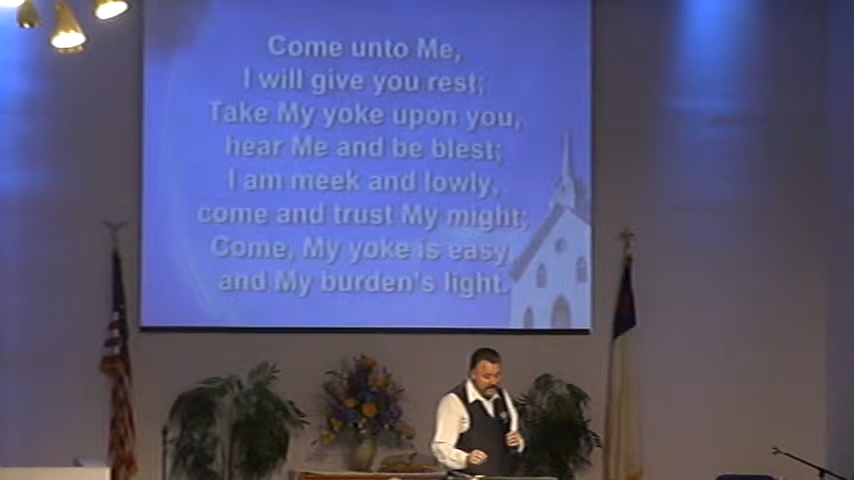 Come unto Me,
I will give you rest;
Take My yoke upon you,
hear Me and be blest;
I am meek and lowly,
come and trust My might;
Come, My yoke is easy
and My burden's light.